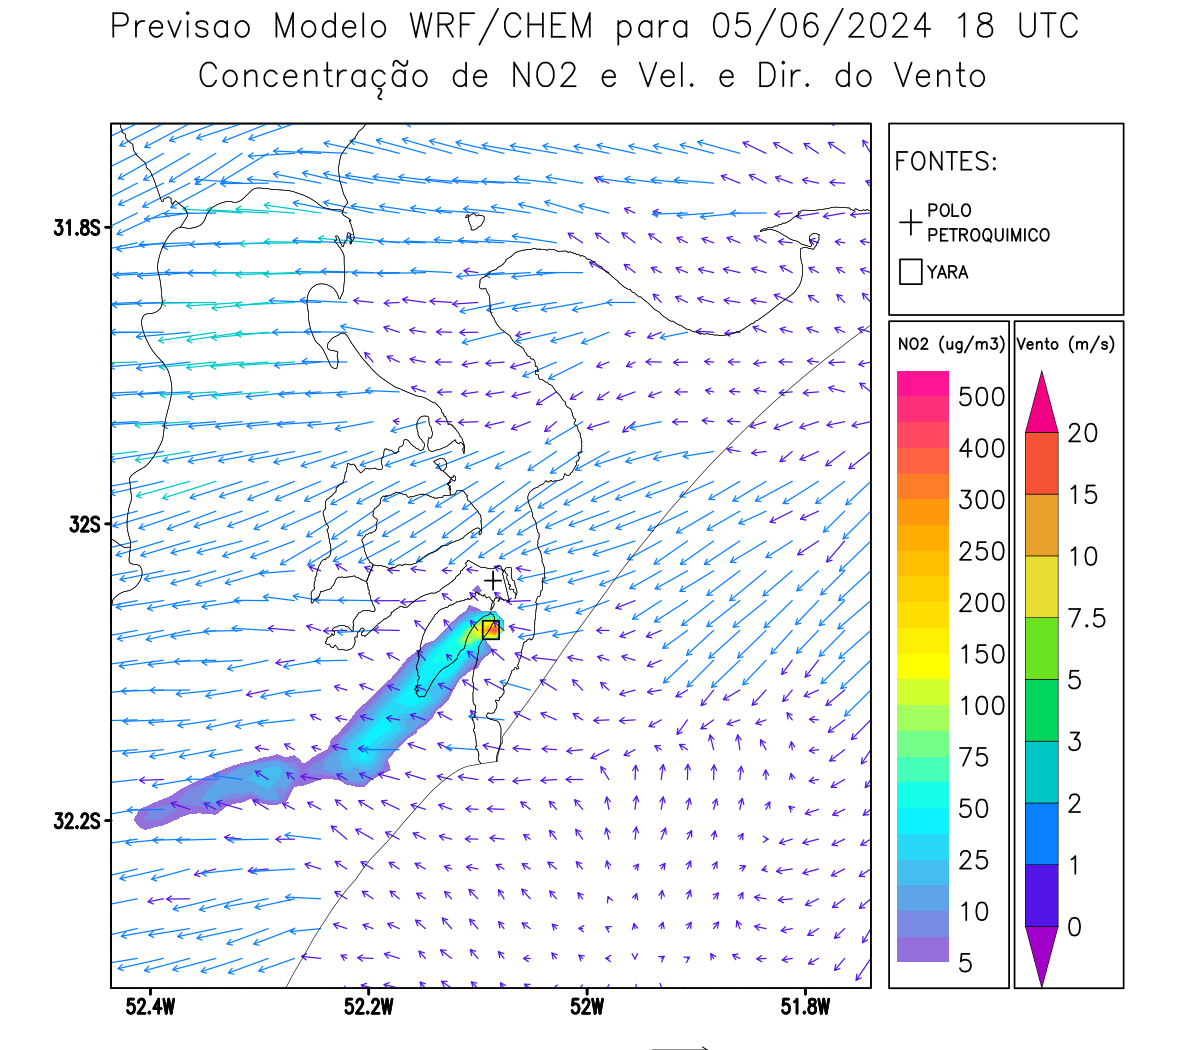 Previsao Modelo WRF/CHEM para 05/06/2024 18 UTC
Concentração de NO2 e Vel. e Dir. do Vento
FONTES:
POLO
PETROQUIMICO
YARA
NO2 (ug/m3)
500
400
300
250
200
150
100
75
50
25
10
5
Vento (m/s)
20
15
10
7.5
5
3
2
1
0
31.8S
32S
32.2S
52.4W
52.2W
52W
51.8W